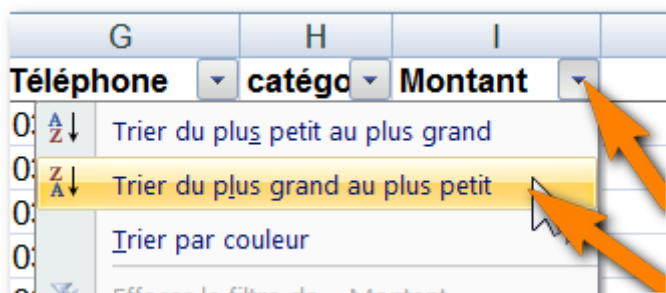 G H I
Téléphone catégo Montant
Trier du plus petit au plus grand
Trier du plus grand au plus petit
Trier par couleur